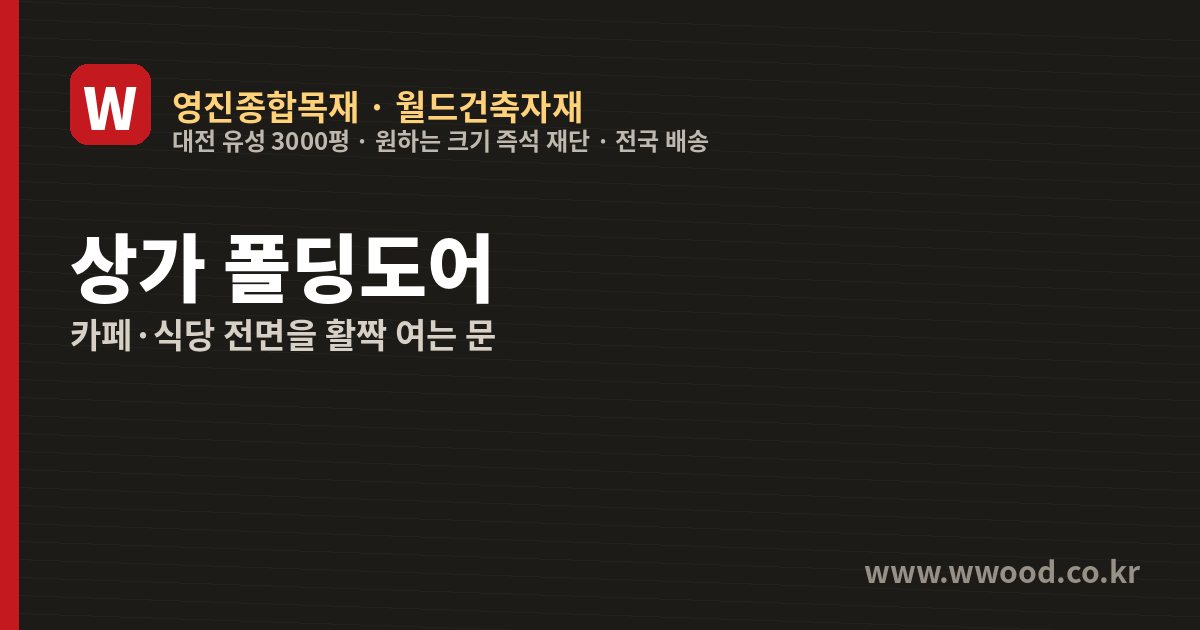 W
영진종합목재 · 월드건축자재
대전 유성 3000평 · 원하는 크기 즉석 재단 · 전국 배송
상가 폴딩도어
카페·식당 전면을 활짝 여는 문
www.wwood.co.kr